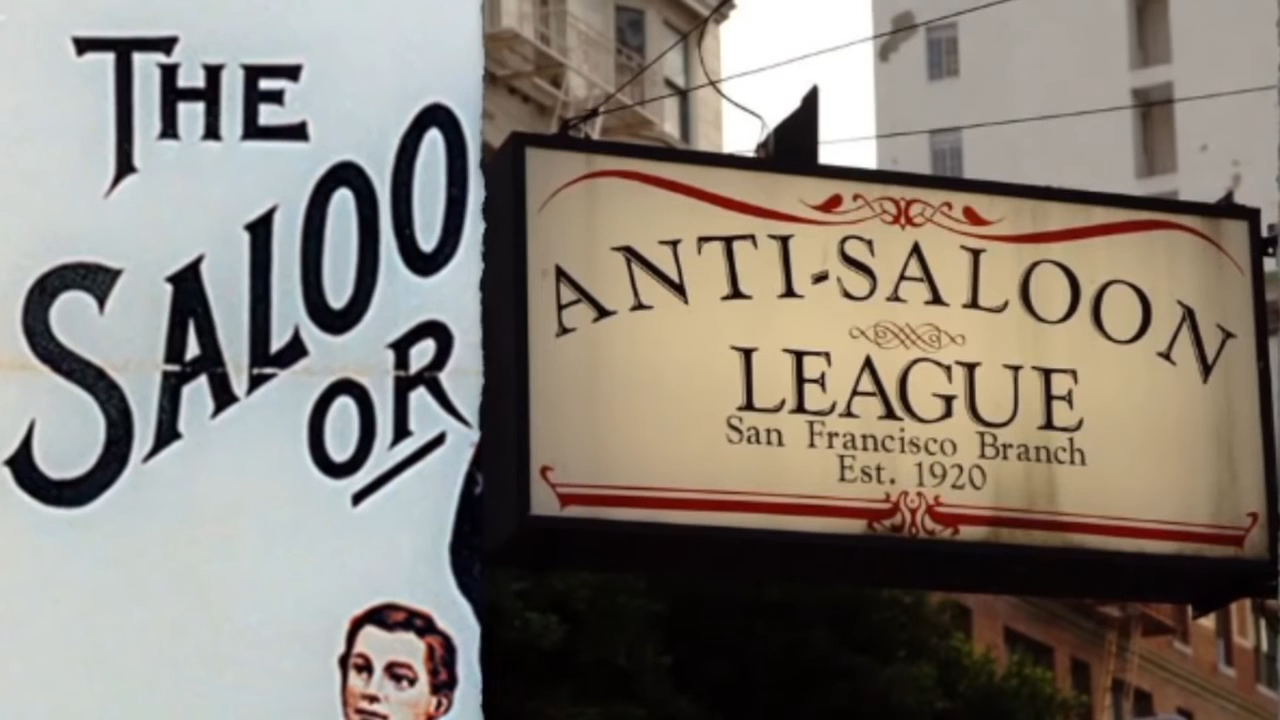 THE
SALOO
OR
ANTI-SALOON
LEAGUE
San Francisco Branch
Est. 1920